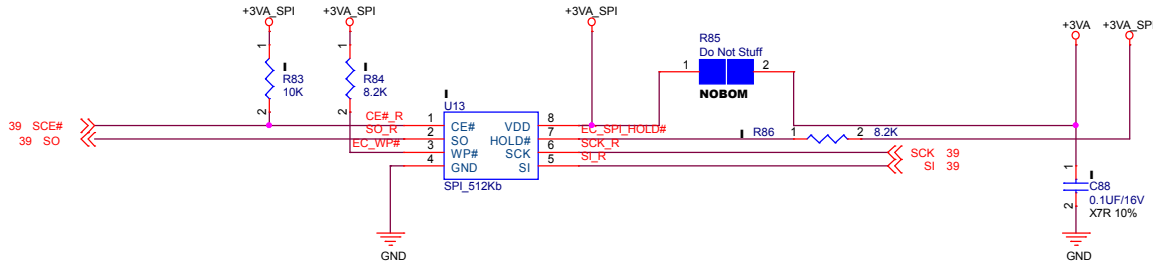 +3VA_SPI
+3VA_SPI
+3VA_SPI
+3VA
+3VA_SPI
R85
Do Not Stuff
1
2
NOBOM
1
I
R83
10K
2
1
I
R84
8.2K
2
I
U13
39 SCE#
39 SO
CE#_R
SO_R
EC_WP#
1
2
3
4
CE#
SO
WP#
GND
VDD
HOLD#
SCK
SI
8
7
6
5
SPI_512Kb
EC_SPI_HOLD#
SCK_R
SI_R
I
R86
1
2
8.2K
SCK 39
SI 39
1
I
C88
0.1UF/16V
X7R 10%
2
GND
GND